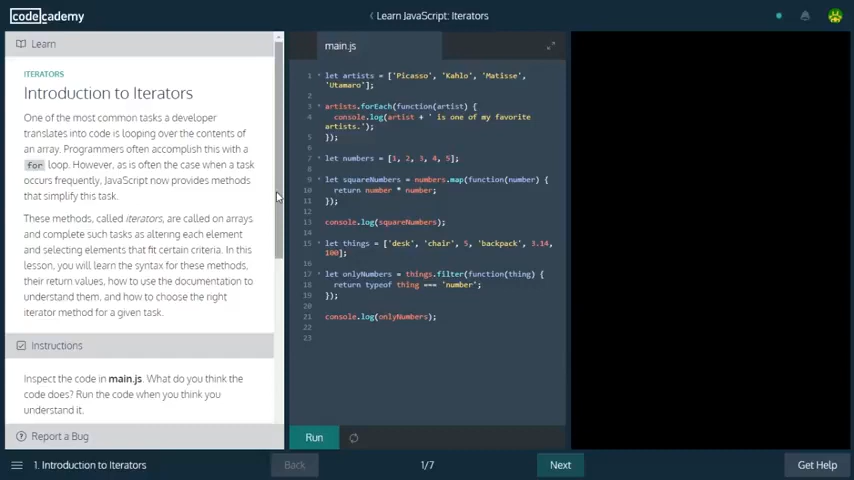 codecademy
Learn JavaScript: Iterators
Learn
ITERATORS
Introduction to Iterators
One of the most common tasks a developer
translates into code is looping over the contents of
an array. Programmers often accomplish this with a
for loop. However, as is often the case when a task
occurs frequently, JavaScript now provides methods
that simplify this task.
These methods, called iterators, are called on arrays
and complete such tasks as altering each element
and selecting elements that fit certain criteria. In this
lesson, you will learn the syntax for these methods,
their return values, how to use the documentation to
understand them, and how to choose the right
iterator method for a given task.
Instructions
Inspect the code in main.js. What do you think the
code does? Run the code when you think you
understand it.
Report a Bug
main.js
1 let artists = ['Picasso', 'Kahlo', 'Matisse',
'Utamaro'];
2
3 artists.forEach(function(artist) {
4 console.log(artist + ' is one of my favorite
artists.');
5 });
6
7 let numbers = [1, 2, 3, 4, 5];
8
9 let squareNumbers = numbers.map(function(number) {
10 return number * number;
11 });
12
13 console.log(squareNumbers);
14
15 let things = ['desk', 'chair', 5, 'backpack', 3.14,
100];
16
17 let onlyNumbers = things.filter(function(thing) {
18 return typeof thing === 'number';
19 });
20
21 console.log(onlyNumbers);
22
23
Run
1. Introduction to Iterators
Back
1/7
Next
Get Help